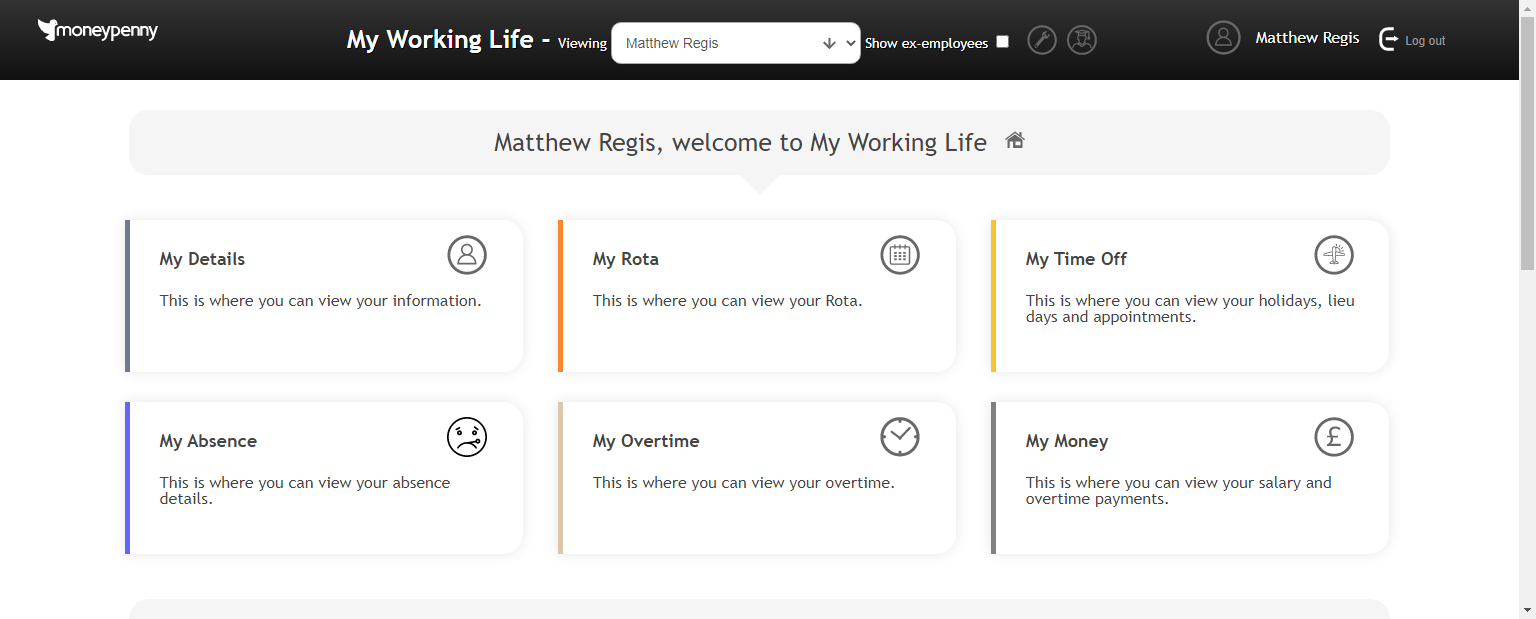 moneypenny
My Working Life - Viewing Matthew Regis Show ex-employees
Matthew Regis Log out
Matthew Regis, welcome to My Working Life
My Details
This is where you can view your information.
My Rota
This is where you can view your Rota.
My Time Off
This is where you can view your holidays, lieu
days and appointments.
My Absence
This is where you can view your absence
details.
My Overtime
This is where you can view your overtime.
My Money
£
This is where you can view your salary and
overtime payments.